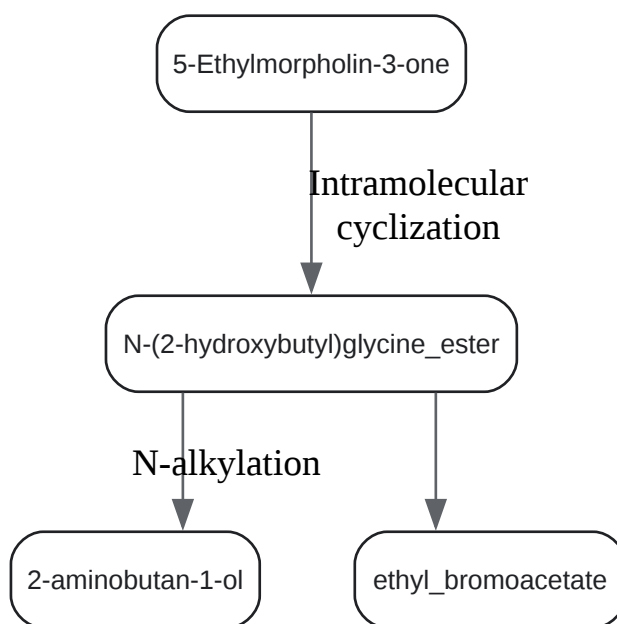 5-Ethylmorpholin-3-one
Intramolecular
cyclization
N-(2-hydroxybutyl)glycine_ester
N-alkylation
2-aminobutan-1-ol
ethyl_bromoacetate